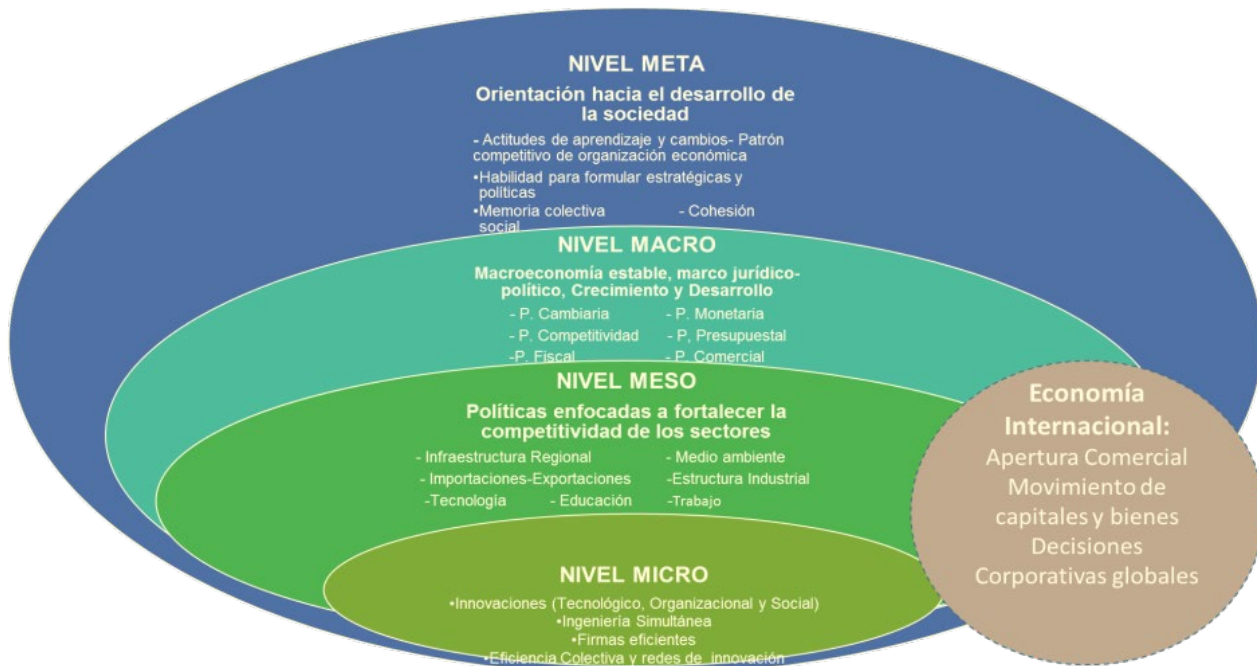 NIVEL META
Orientación hacia el desarrollo de
la sociedad
- Actitudes de aprendizaje y cambios- Patrón
competitivo de organización económica
•Habilidad para formular estratégicas y
políticas
•Memoria colectiva - Cohesión
social
NIVEL MACRO
Macroeconomía estable, marco jurídico-
político, Crecimiento y Desarrollo
- P. Cambiaria - P. Monetaria
- P. Competitividad - P, Presupuestal
-P. Fiscal - P. Comercial
NIVEL MESO
Políticas enfocadas a fortalecer la
competitividad de los sectores
- Infraestructura Regional - Medio ambiente
- Importaciones-Exportaciones -Estructura Industrial
-Tecnología - Educación -Trabajo
NIVEL MICRO
•Innovaciones (Tecnológico, Organizacional y Social)
•Ingeniería Simultánea
•Firmas eficientes
•Eficiencia Colectiva y redes de innovación
Economía
Internacional:
Apertura Comercial
Movimiento de
capitales y bienes
Decisiones
Corporativas globales